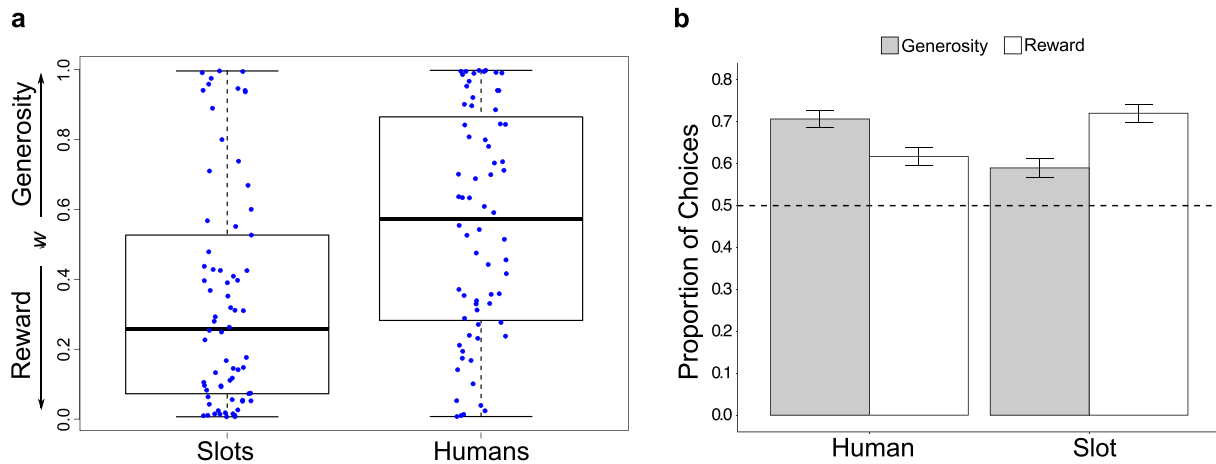 a
Generosity
w
Reward
1.0
0.8
0.6
0.4
0.2
0.0
Slots Humans
b
Generosity Reward
Proportion of Choices
0.8
0.7
0.6
0.5
0.4
0.3
0.2
0.1
0.0
Human Slot